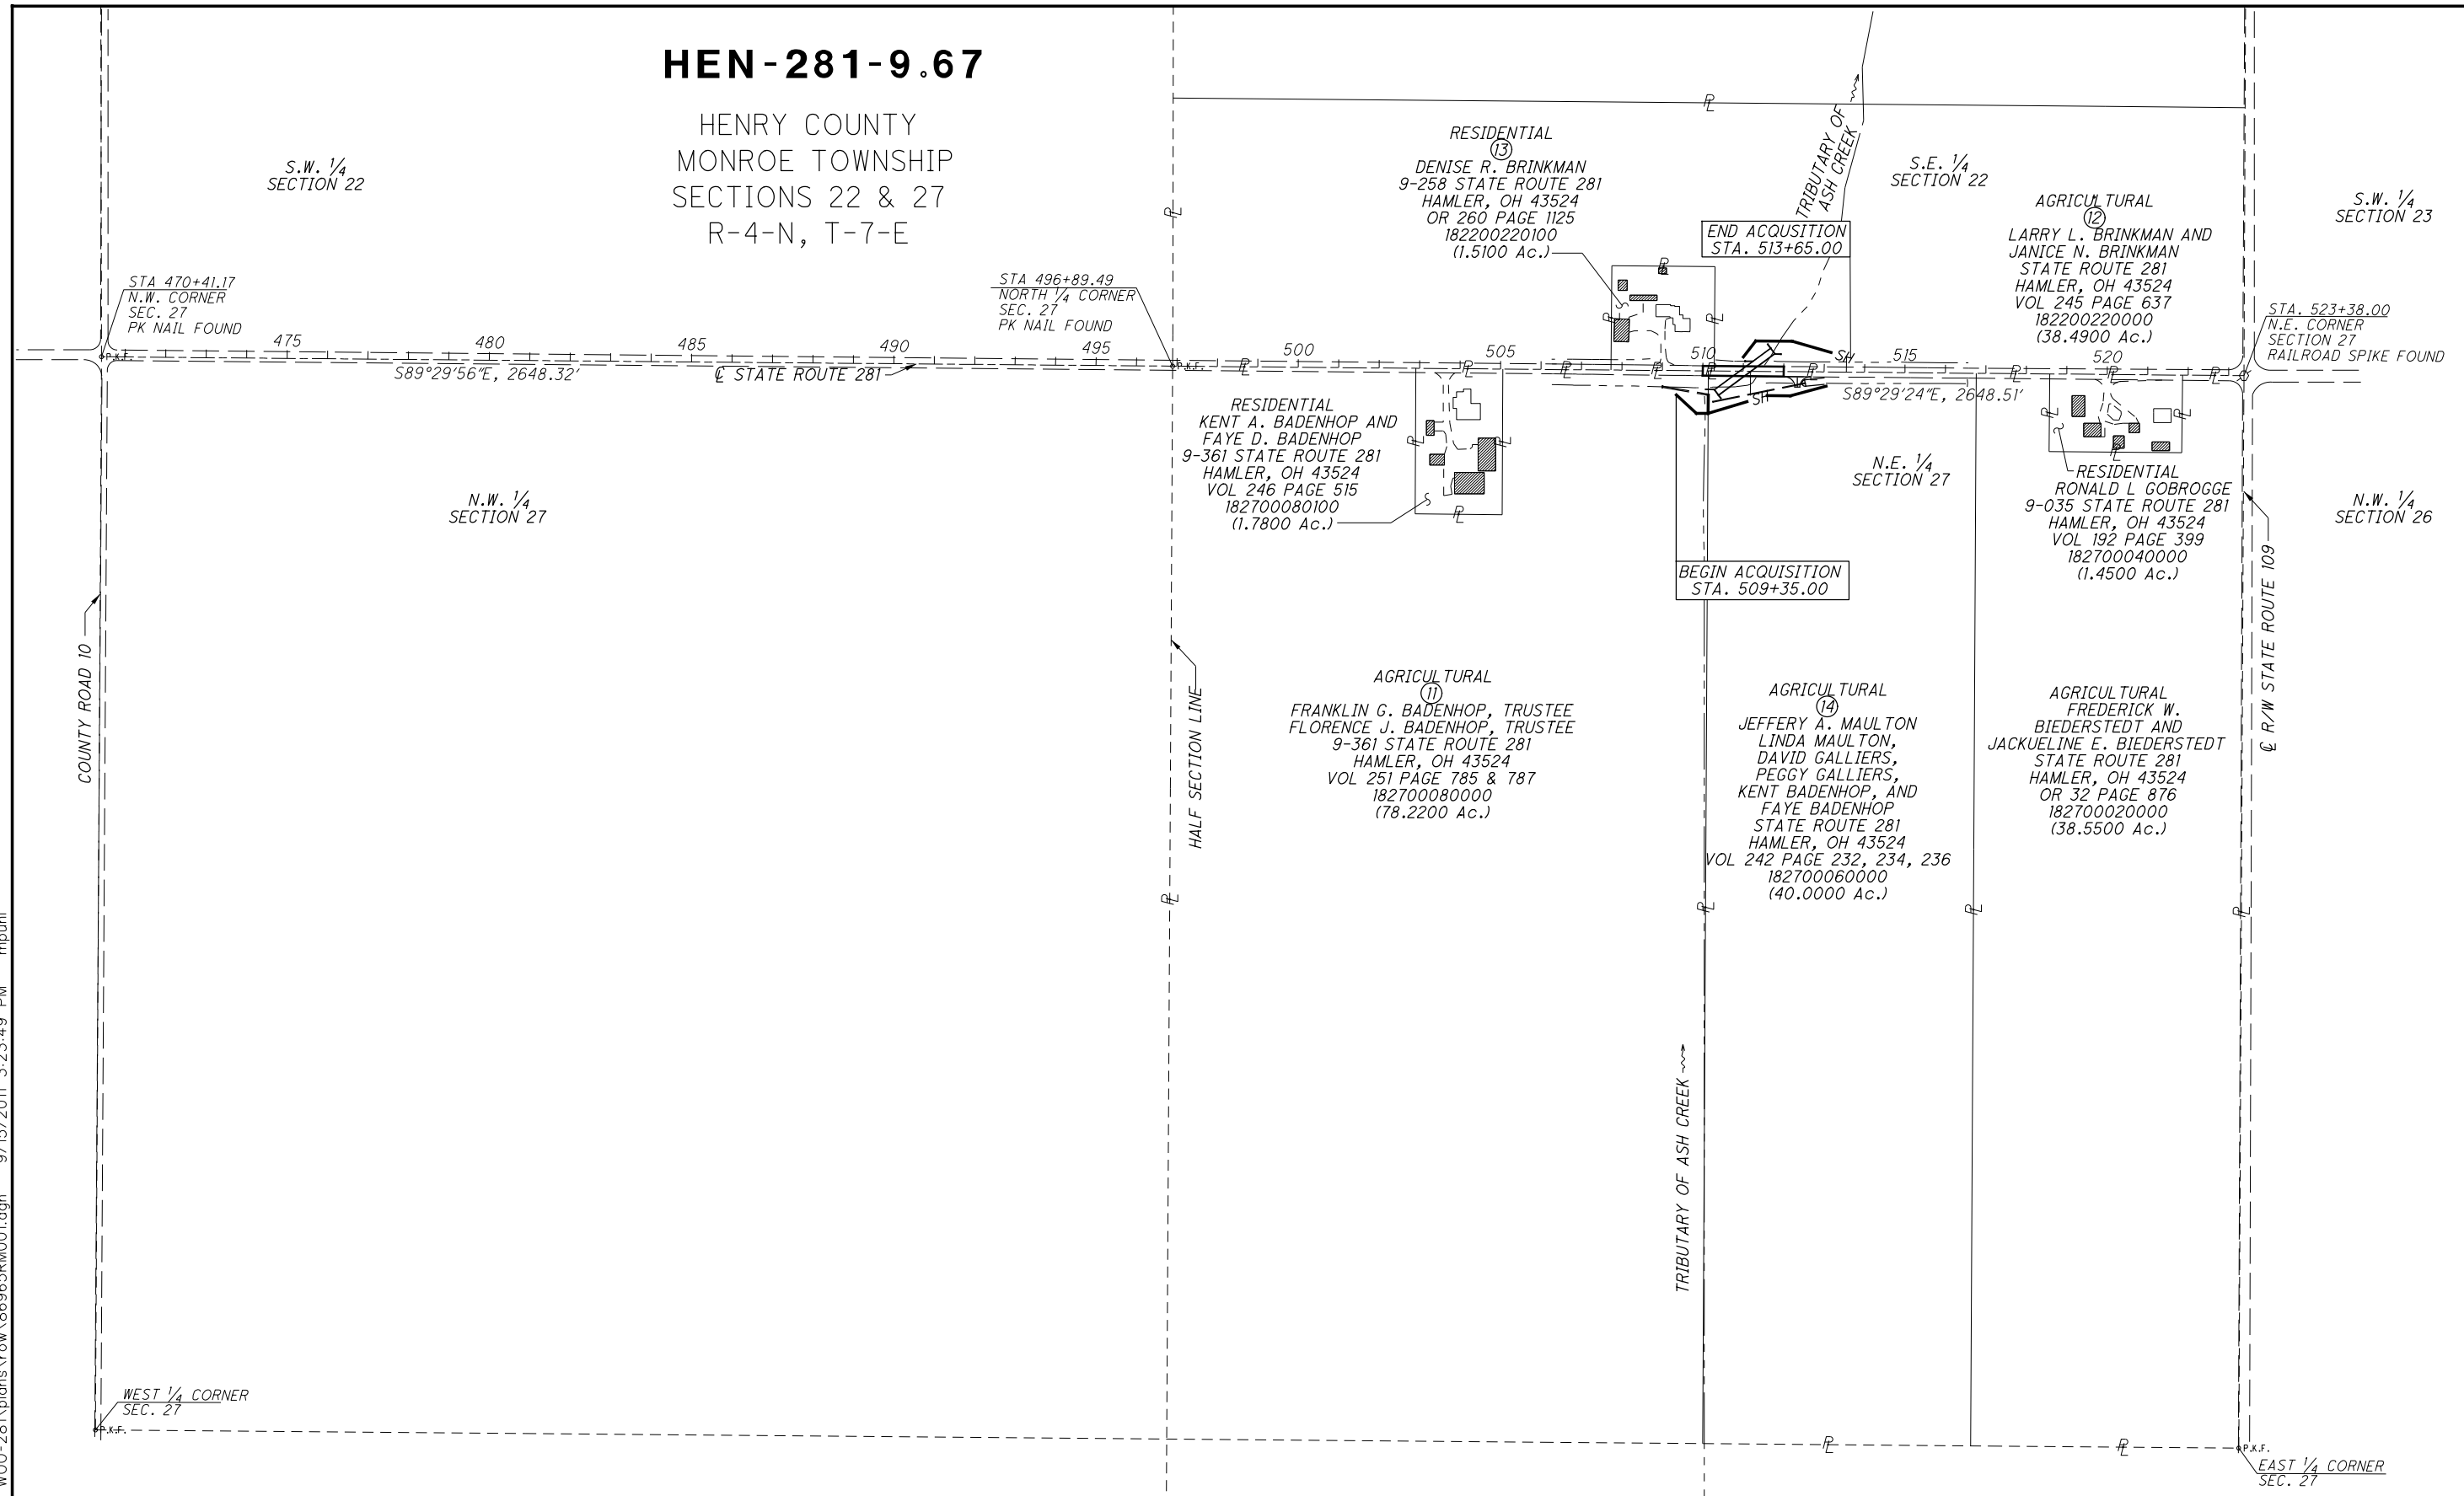 HEN-281-9.67
HENRY COUNTY
MONROE TOWNSHIP
SECTIONS 22 & 27
R-4-N, T-7-E
S.W. 1/4
SECTION 22
STA 470+41.17
N.W. CORNER
SEC. 27
PK NAIL FOUND
STA 496+89.49
NORTH 1/4 CORNER
SEC. 27
PK NAIL FOUND
RESIDENTIAL
13
DENISE R. BRINKMAN
9-258 STATE ROUTE 281
HAMLER, OH 43524
OR 260 PAGE 1125
182200220100
(1.5100 Ac.)
TRIBUTARY OF
ASH CREEK
END ACQUSITION
STA. 513+65.00
S.E. 1/4
SECTION 22
AGRICULTURAL
12
LARRY L. BRINKMAN AND
JANICE N. BRINKMAN
STATE ROUTE 281
HAMLER, OH 43524
VOL 245 PAGE 637
182200220000
(38.4900 Ac.)
S.W. 1/4
SECTION 23
STA. 523+38.00
N.E. CORNER
SECTION 27
RAILROAD SPIKE FOUND
475 480 485 490 495 500 505 510 515 520
P.K.F.
P.K.F.
S89°29'56"E, 2648.32'
℄ STATE ROUTE 281
SH
SH
S89°29'24"E, 2648.51'
RESIDENTIAL
KENT A. BADENHOP AND
FAYE D. BADENHOP
9-361 STATE ROUTE 281
HAMLER, OH 43524
VOL 246 PAGE 515
182700080100
(1.7800 Ac.)
N.W. 1/4
SECTION 27
N.E. 1/4
SECTION 27
RESIDENTIAL
RONALD L GOBROGGE
9-035 STATE ROUTE 281
HAMLER, OH 43524
VOL 192 PAGE 399
182700040000
(1.4500 Ac.)
N.W. 1/4
SECTION 26
BEGIN ACQUISITION
STA. 509+35.00
COUNTY ROAD 10
HALF SECTION LINE
℄ R/W STATE ROUTE 109
AGRICULTURAL
11
FRANKLIN G. BADENHOP, TRUSTEE
FLORENCE J. BADENHOP, TRUSTEE
9-361 STATE ROUTE 281
HAMLER, OH 43524
VOL 251 PAGE 785 & 787
182700080000
(78.2200 Ac.)
AGRICULTURAL
14
JEFFERY A. MAULTON
LINDA MAULTON,
DAVID GALLIERS,
PEGGY GALLIERS,
KENT BADENHOP, AND
FAYE BADENHOP
STATE ROUTE 281
HAMLER, OH 43524
VOL 242 PAGE 232, 234, 236
182700060000
(40.0000 Ac.)
AGRICULTURAL
FREDERICK W.
BIEDERSTEDT AND
JACKUELINE E. BIEDERSTEDT
STATE ROUTE 281
HAMLER, OH 43524
OR 32 PAGE 876
182700020000
(38.5500 Ac.)
TRIBUTARY OF ASH CREEK
WEST 1/4 CORNER
SEC. 27
P.K.F.
P.K.F.
EAST 1/4 CORNER
SEC. 27